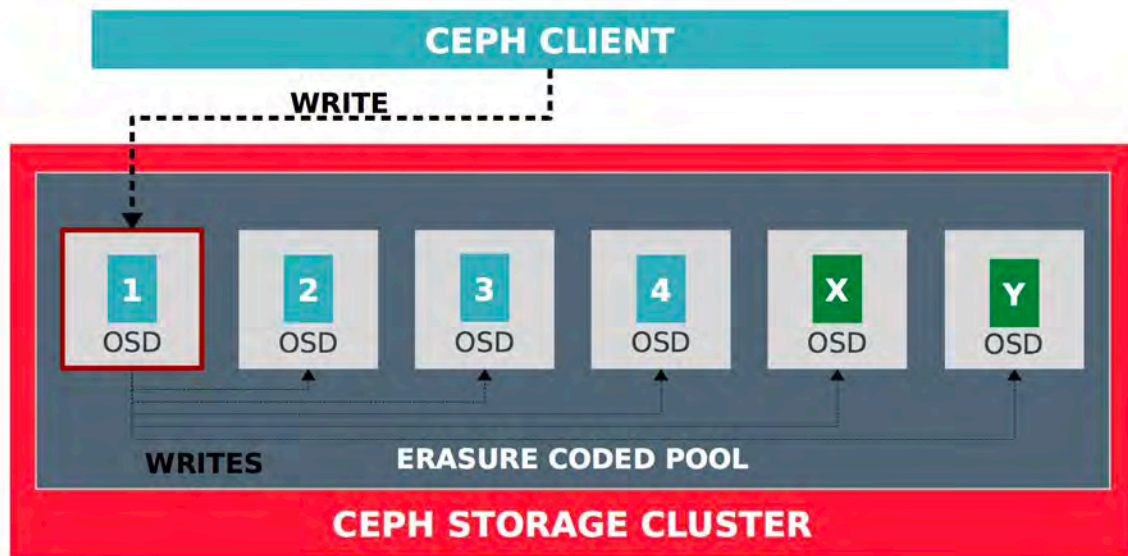 CEPH CLIENT
WRITE
1
OSD
2
OSD
3
OSD
4
OSD
X
OSD
Y
OSD
WRITES
ERASURE CODED POOL
CEPH STORAGE CLUSTER